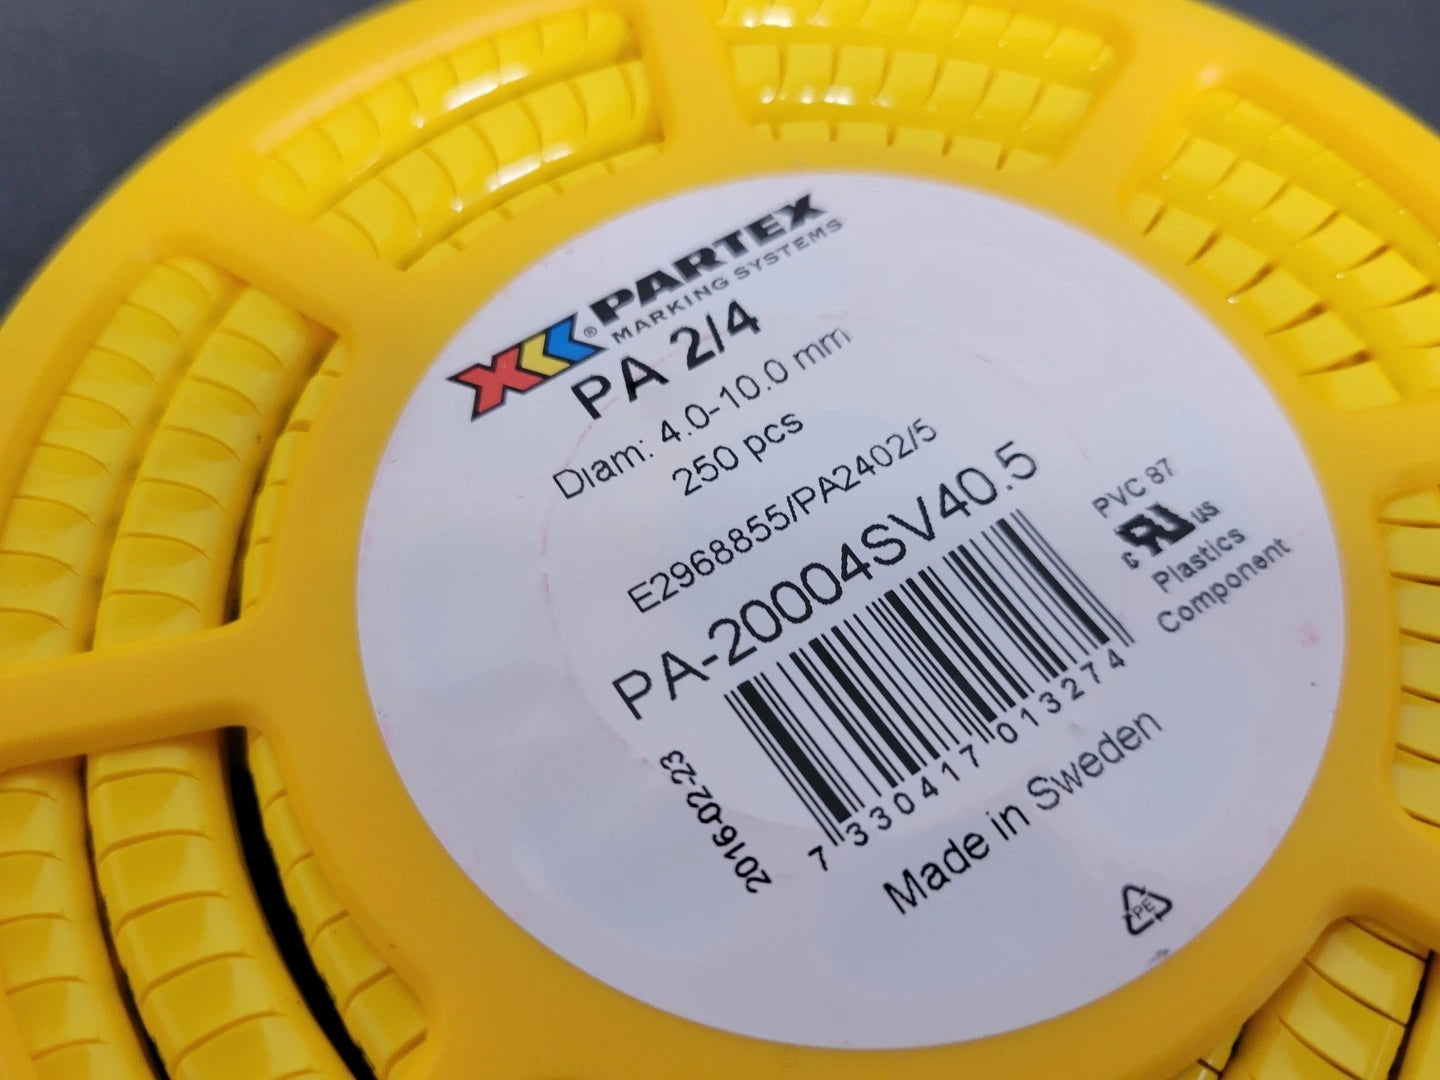 PARTEX
® MARKING SYSTEMS
PA 2/4
Diam: 4.0-10.0 mm
250 pcs
E2968855/PA2402/5
PA-20004SV40.5
PVC 87
c RU us
Plastics
Component
7 330417 013274
2016-02-23
Made in Sweden
PE